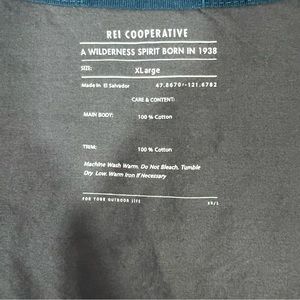 REI COOPERATIVE
A WILDERNESS SPIRIT BORN IN 1938
SIZE: XLarge
Made in El Salvador 47.8670°-121.6782
CARE & CONTENT:
MAIN BODY: 100 % Cotton
TRIM: 100 % Cotton
Machine Wash Warm. Do Not Bleach. Tumble
Dry Low. Warm Iron If Necessary
FOR YOUR OUTDOOR LIFE